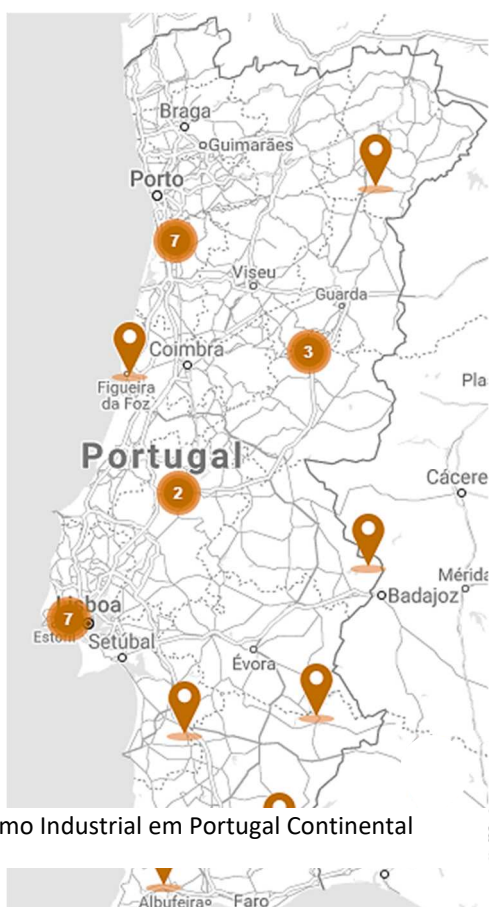 Braga
Guimarães
Porto
7
Viseu
Guarda
3
Coimbra
Figueira
da Foz
Portugal
2
Cácere
Mérida
Badajoz
Lisboa
7
Setúbal
Évora
mo Industrial em Portugal Continental
Albufeira
Faro